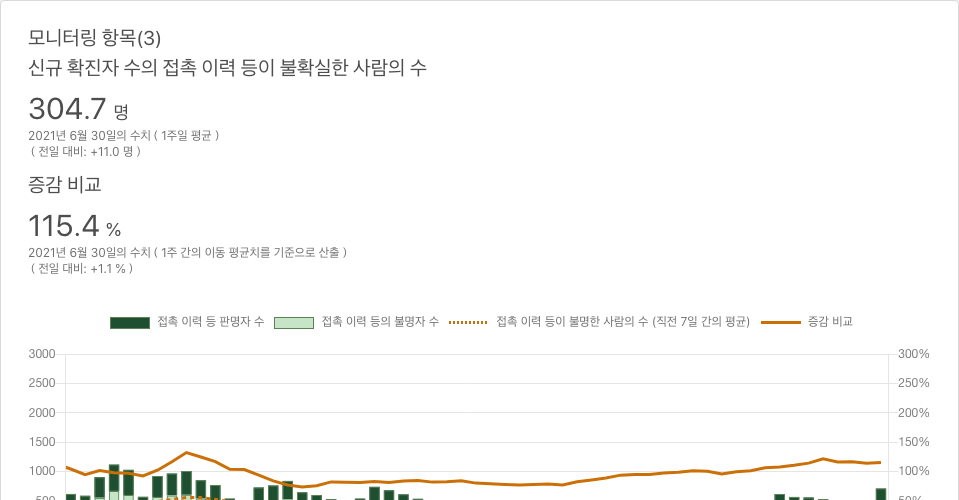 모니터링 항목(3)
신규 확진자 수의 접촉 이력 등이 불확실한 사람의 수
304.7 명
2021년 6월 30일의 수치 ( 1주일 평균 )
( 전일 대비: +11.0 명 )
증감 비교
115.4 %
2021년 6월 30일의 수치 ( 1주 간의 이동 평균치를 기준으로 산출 )
( 전일 대비: +1.1 % )
접촉 이력 등 판명자 수 접촉 이력 등의 불명자 수 접촉 이력 등이 불명한 사람의 수 (직전 7일 간의 평균) 증감 비교
3000 300%
2500 250%
2000 200%
1500 150%
1000 100%
500 50%